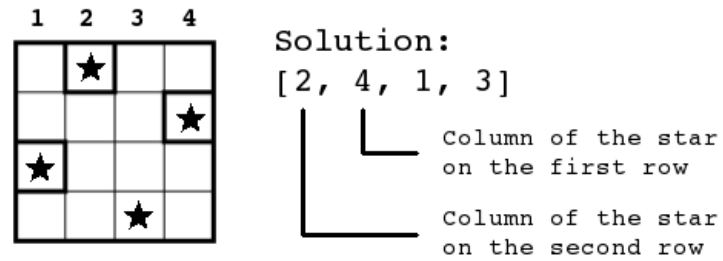 1 2 3 4
Solution:
[2, 4, 1, 3]
Column of the star
on the first row
Column of the star
on the second row